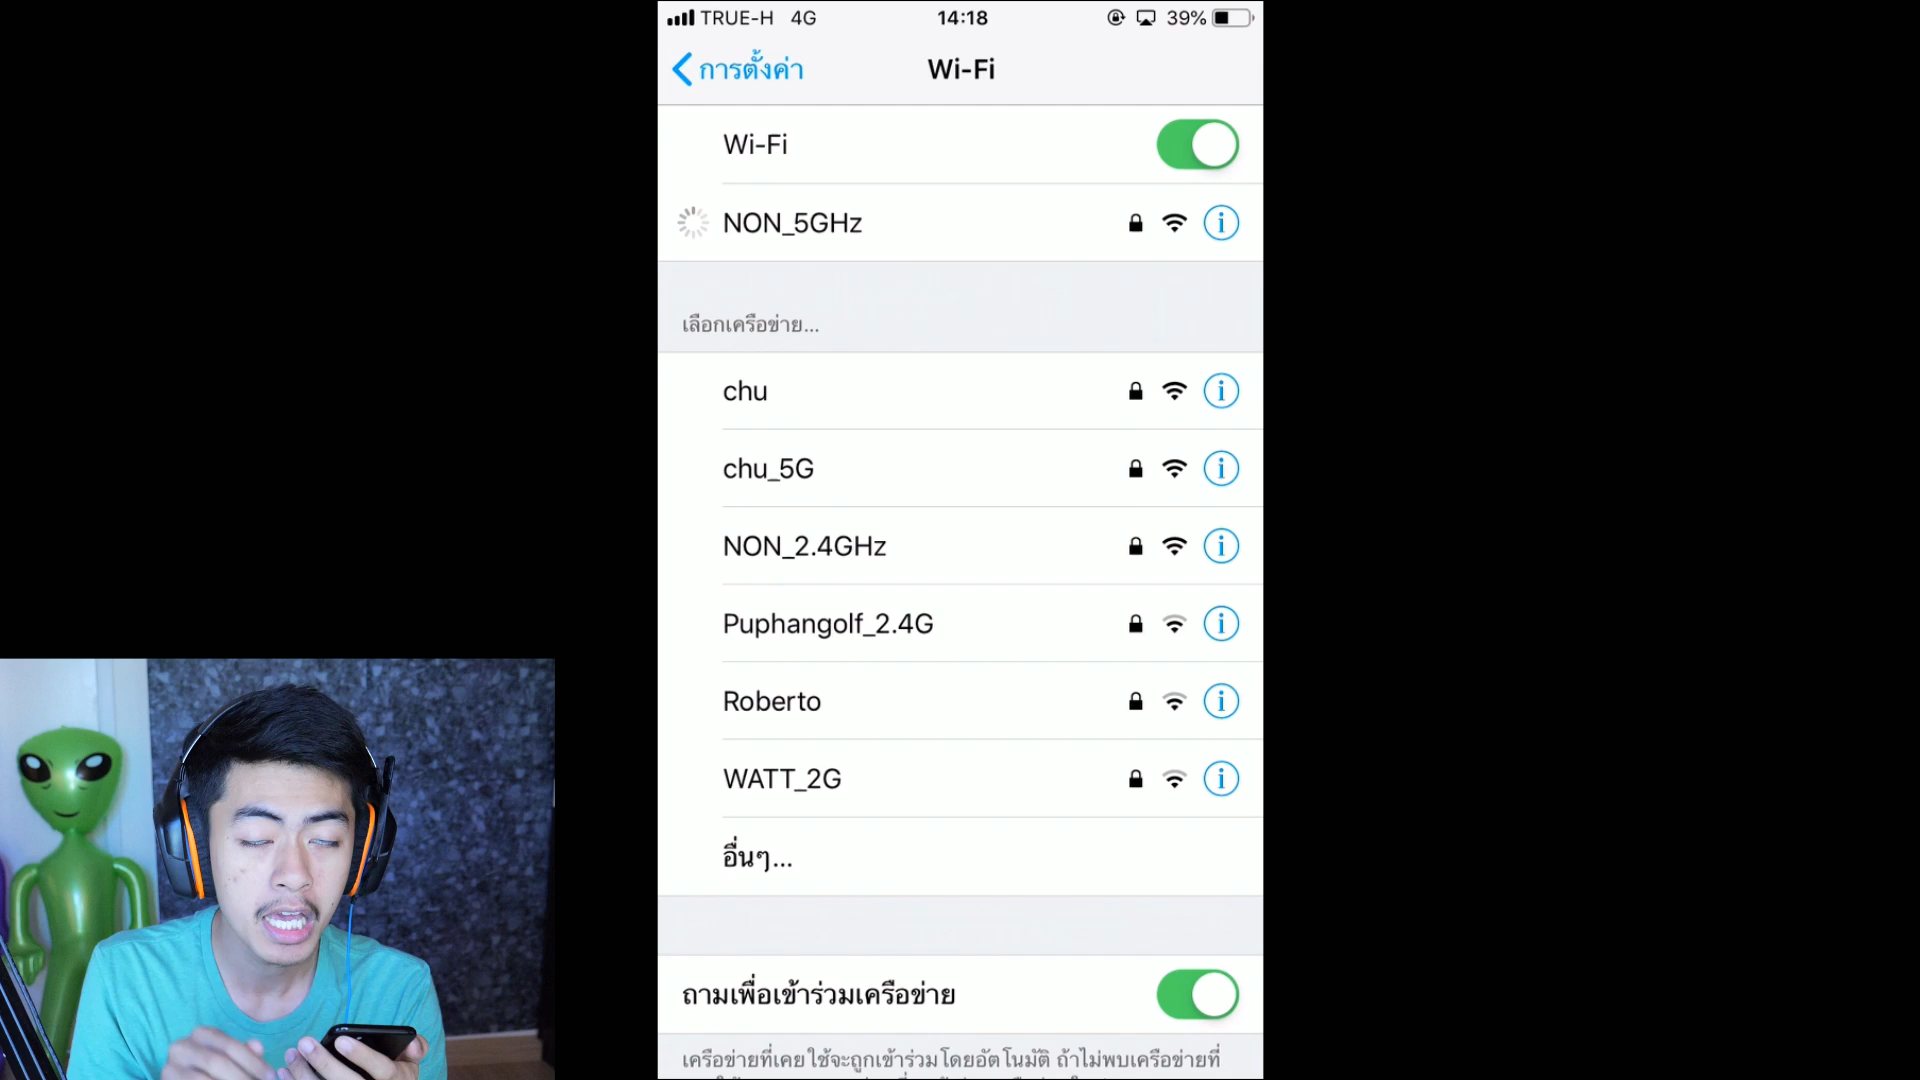 TRUE-H 4G 14:18 39%
การตั้งค่า Wi-Fi
Wi-Fi
NON_5GHz
เลือกเครือข่าย...
chu
chu_5G
NON_2.4GHz
Puphangolf_2.4G
Roberto
WATT_2G
อื่นๆ...
ถามเพื่อเข้าร่วมเครือข่าย
เครือข่ายที่เคยใช้จะถูกเข้าร่วมโดยอัตโนมัติ ถ้าไม่พบเครือข่ายที่